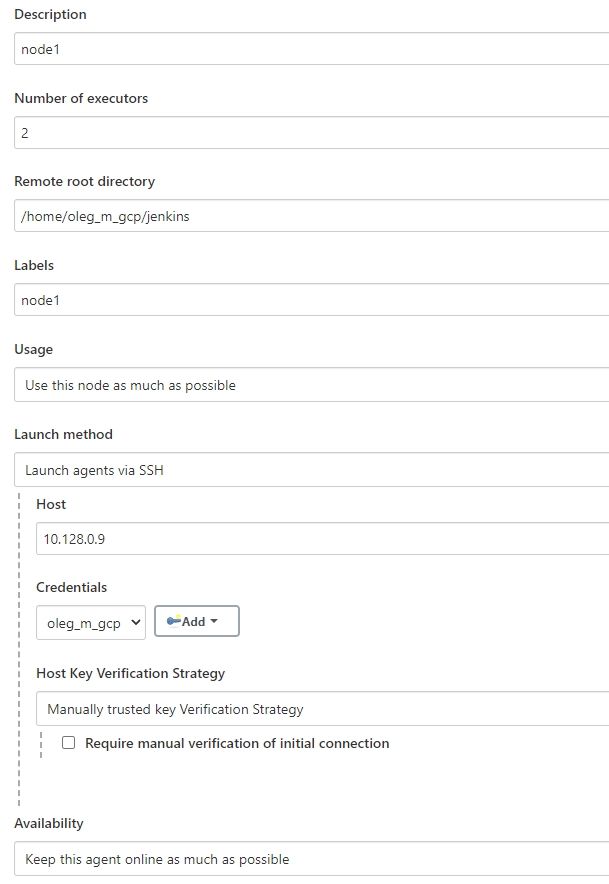 Description
node1
Number of executors
2
Remote root directory
/home/oleg_m_gcp/jenkins
Labels
node1
Usage
Use this node as much as possible
Launch method
Launch agents via SSH
Host
10.128.0.9
Credentials
oleg_m_gcp Add
Host Key Verification Strategy
Manually trusted key Verification Strategy
Require manual verification of initial connection
Availability
Keep this agent online as much as possible